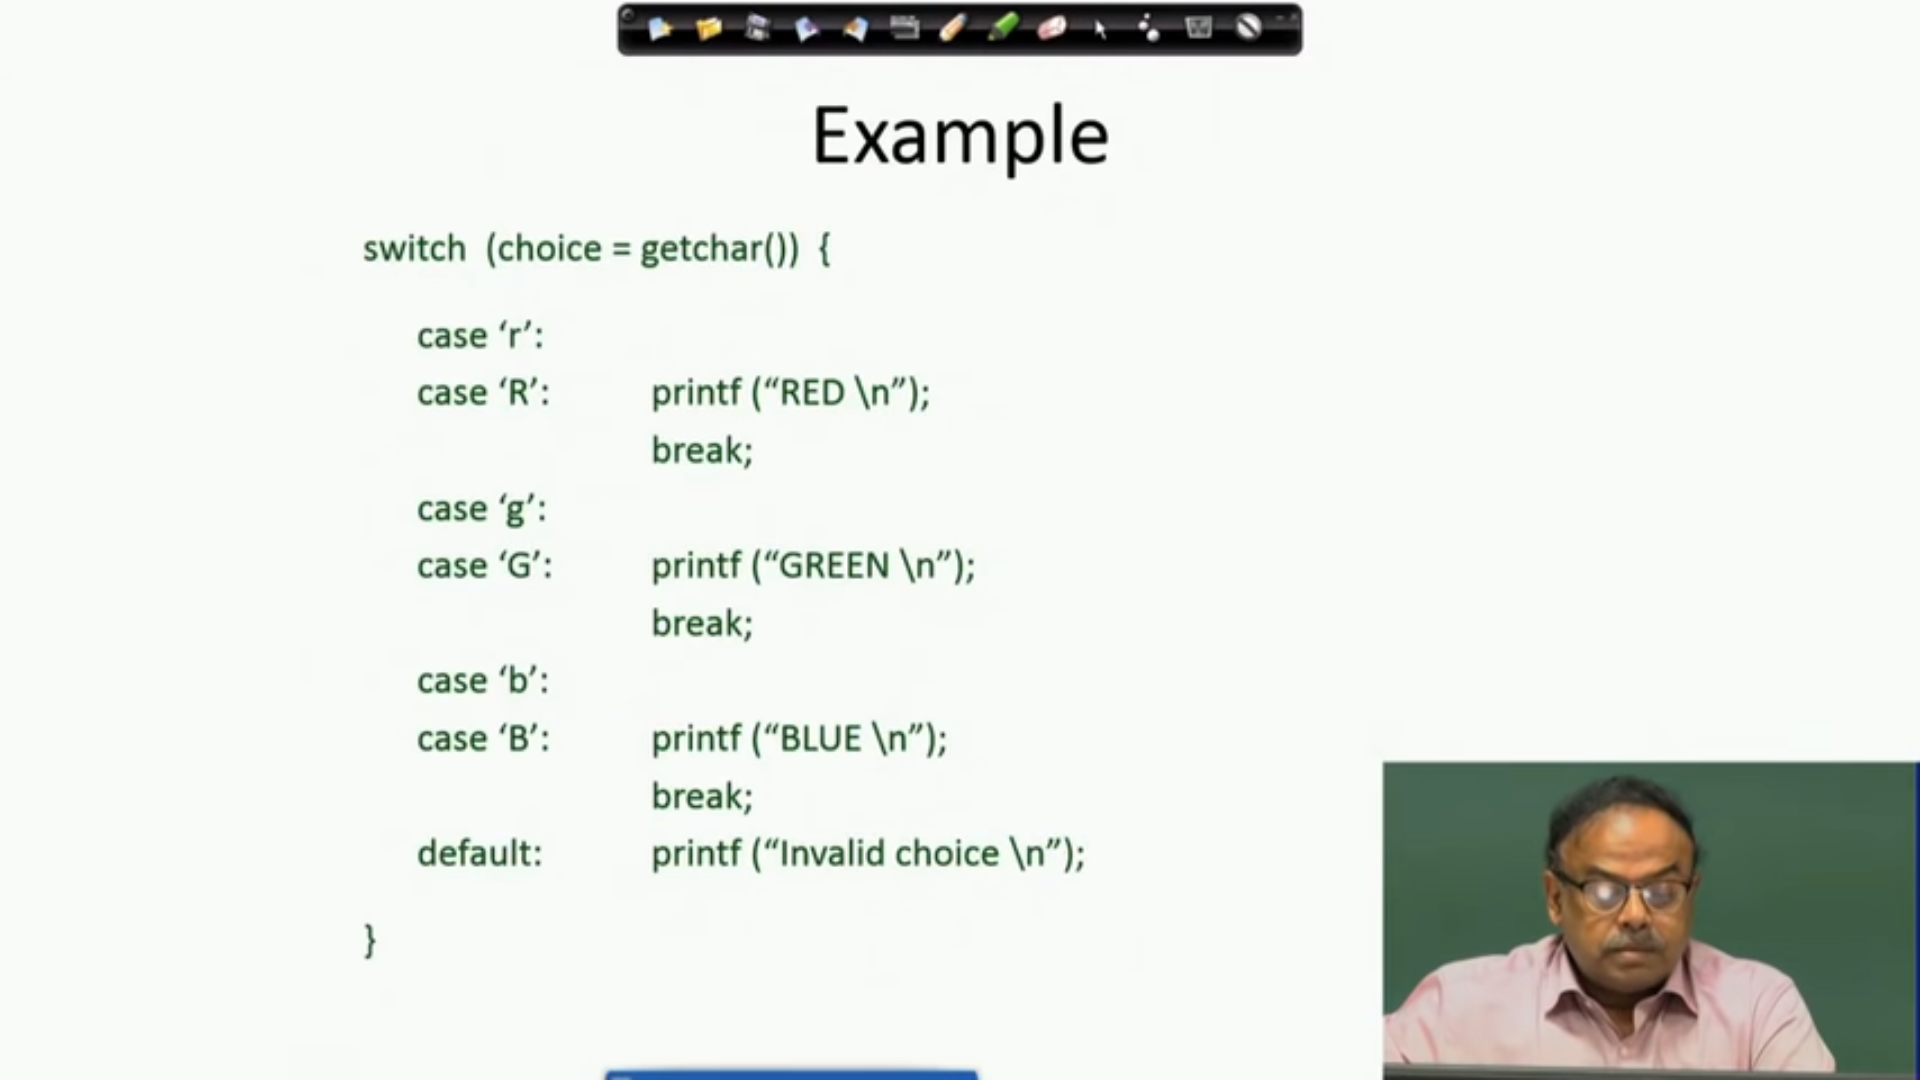 Example
switch (choice = getchar()) {
case ‘r’:
case ‘R’: printf (“RED \n”);
break;
case ‘g’:
case ‘G’: printf (“GREEN \n”);
break;
case ‘b’:
case ‘B’: printf (“BLUE \n”);
break;
default: printf (“Invalid choice \n”);
}